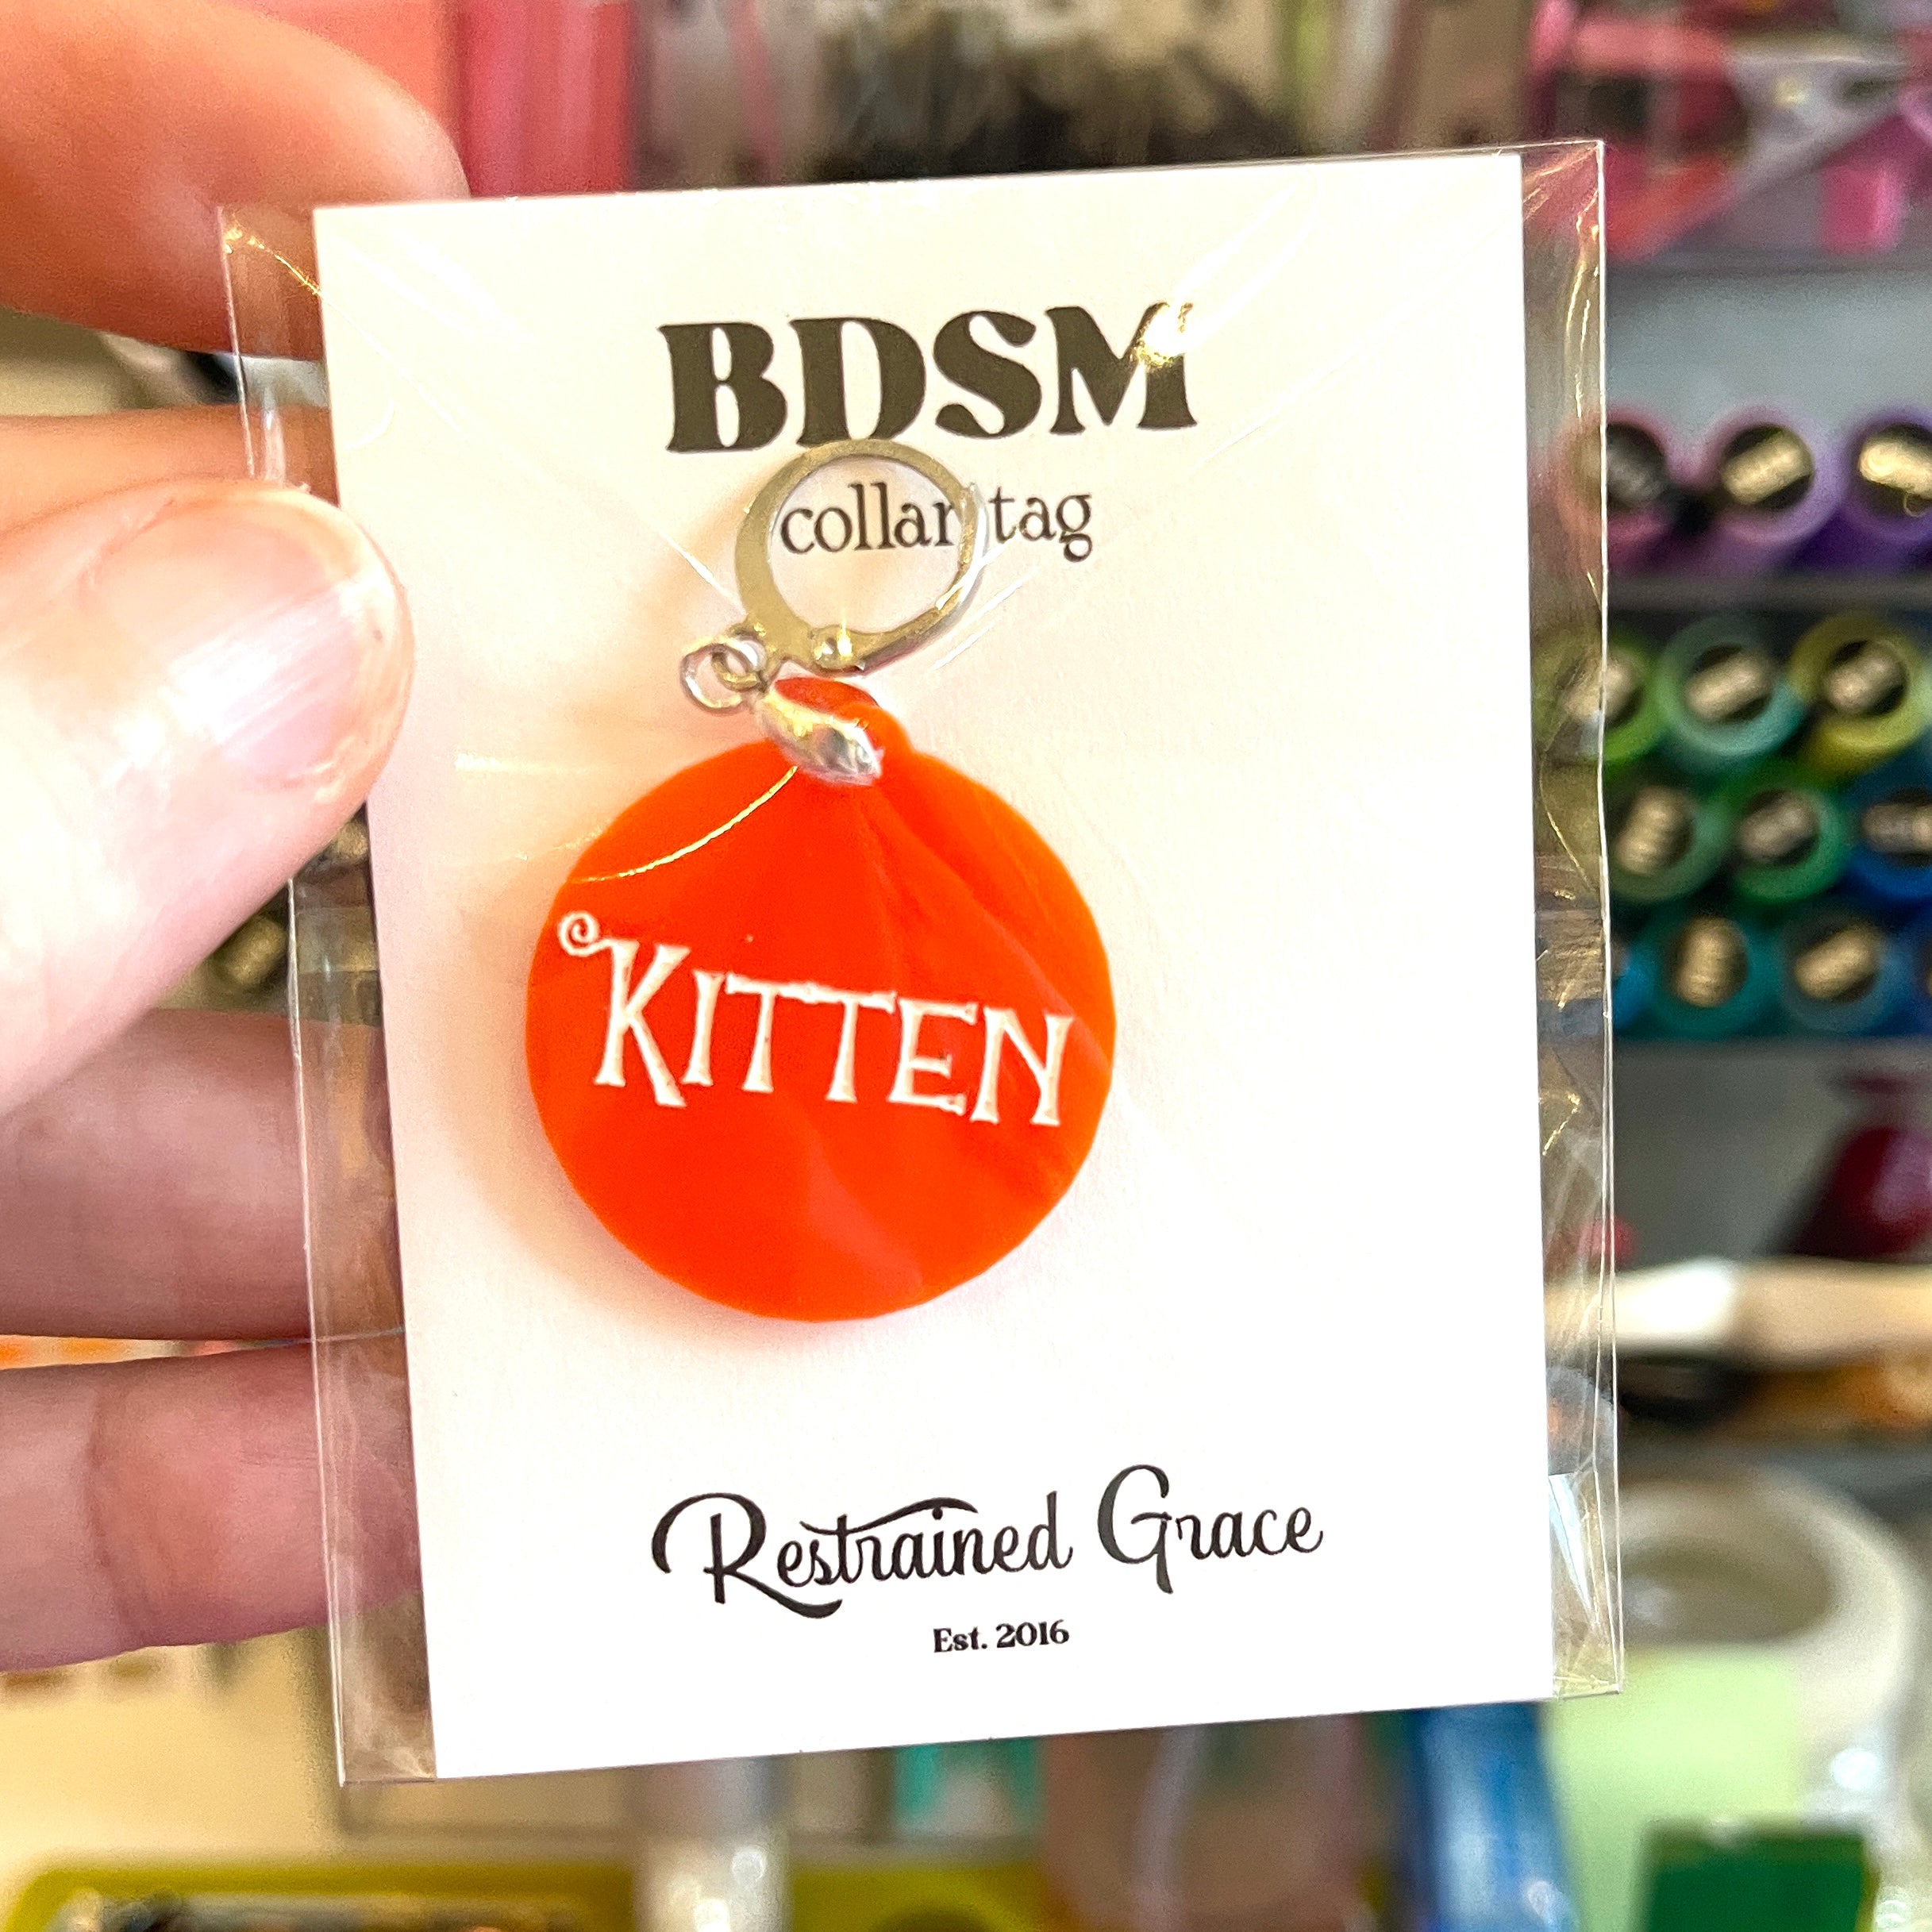 BDSM
collar tag
KITTEN
Restrained Grace
Est. 2016